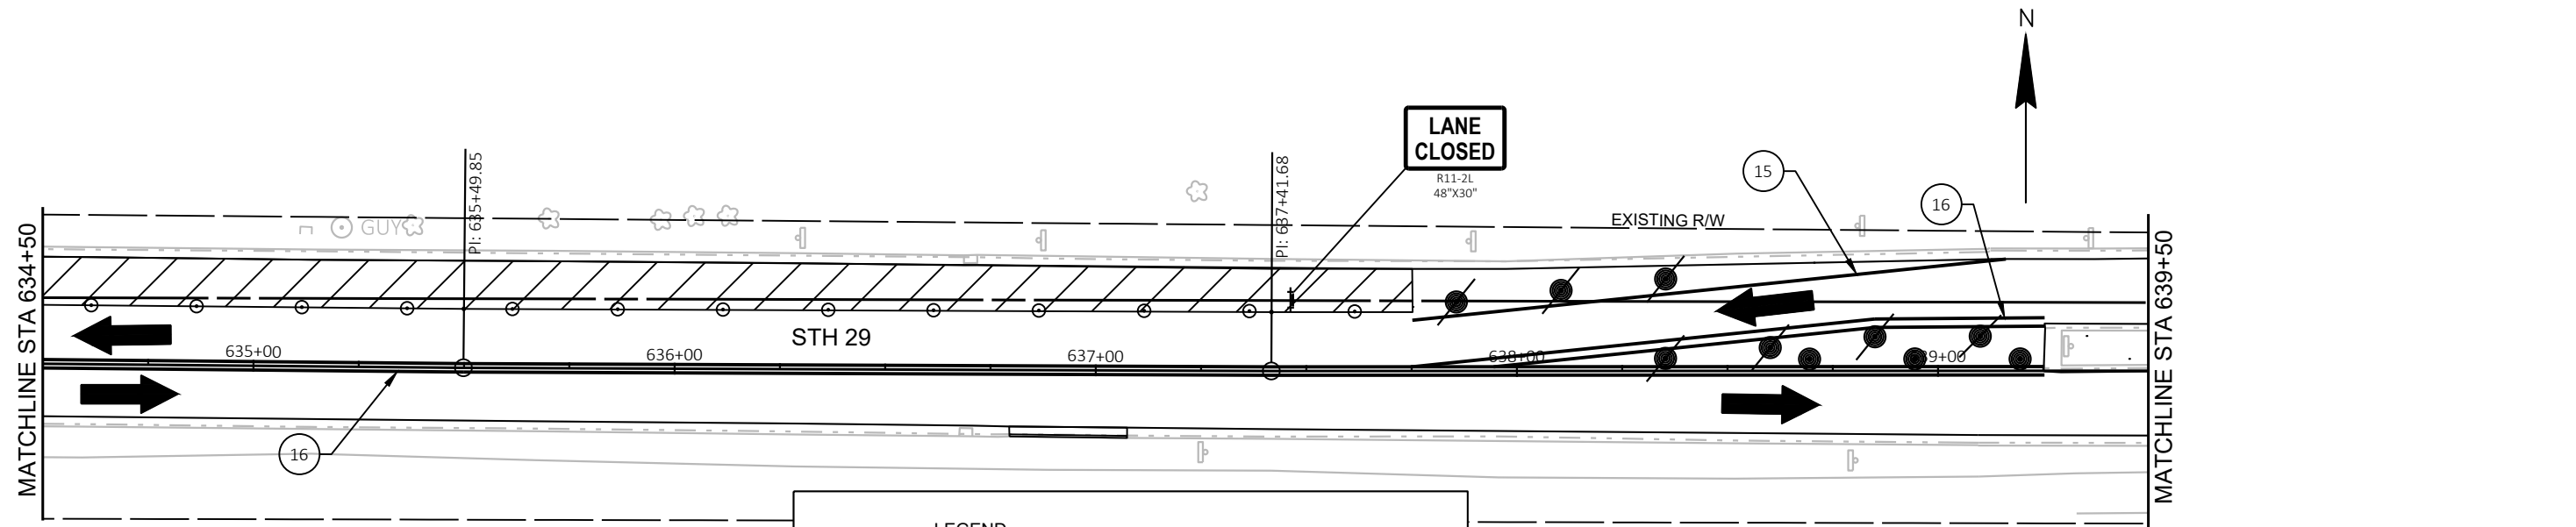 N
LANE
CLOSED
R11-2L
48"X30"
15
16
EXISTING R/W
GUY
PI: 635+49.85
PI: 637+41.68
MATCHLINE STA 634+50
MATCHLINE STA 639+50
STH 29
635+00
636+00
637+00
638+00
39+00
16
LEGEND